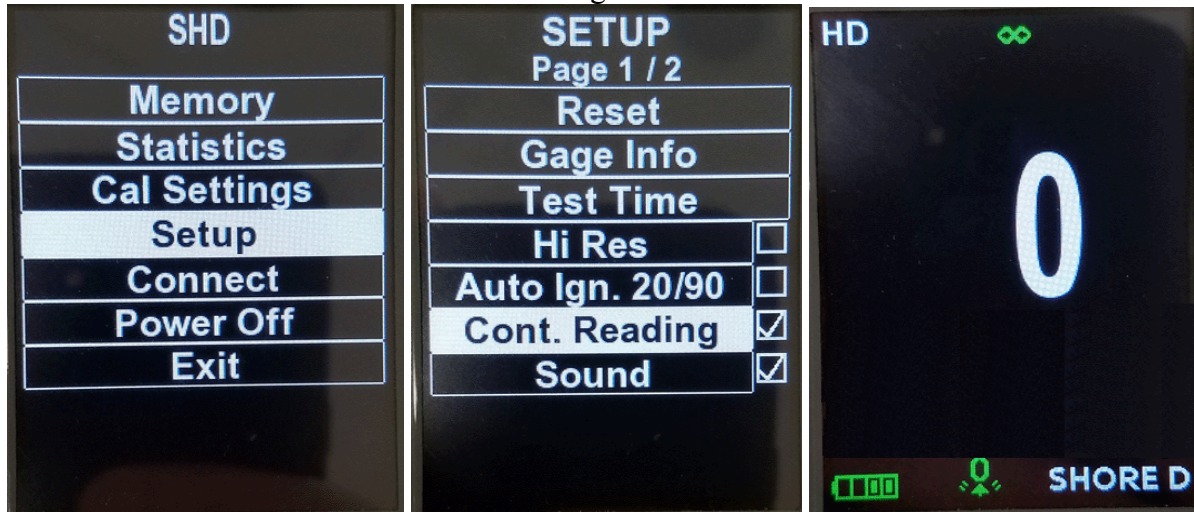 SHD
Memory
Statistics
Cal Settings
Setup
Connect
Power Off
Exit
SETUP
Page 1 / 2
Reset
Gage Info
Test Time
Hi Res
Auto Ign. 20/90
Cont. Reading
Sound
HD
∞
0
0
SHORE D